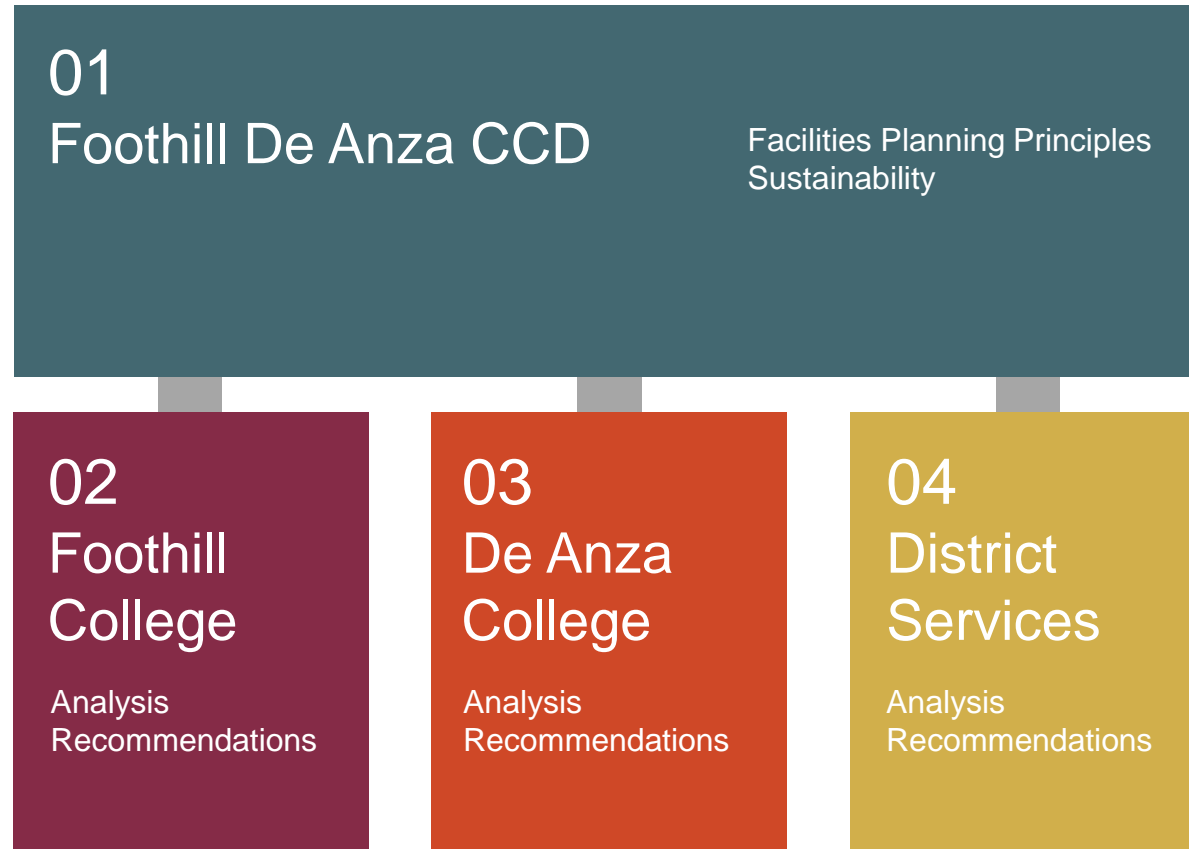 01
Foothill De Anza CCD
Facilities Planning Principles
Sustainability
02
Foothill
College
Analysis
Recommendations
03
De Anza
College
Analysis
Recommendations
04
District
Services
Analysis
Recommendations